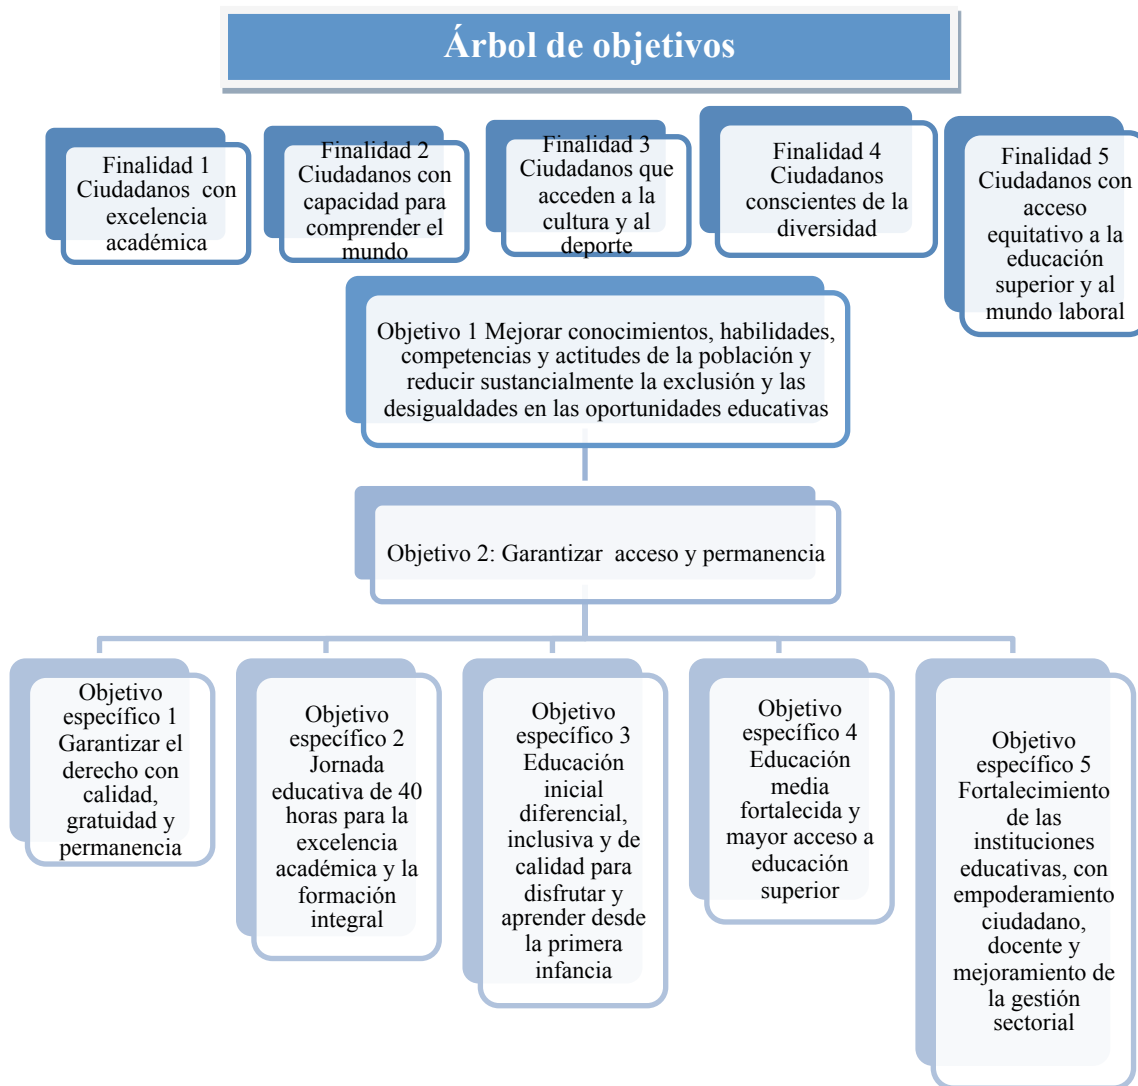 Árbol de objetivos
Finalidad 1
Ciudadanos con
excelencia
académica
Finalidad 2
Ciudadanos con
capacidad para
comprender el
mundo
Finalidad 3
Ciudadanos que
acceden a la
cultura y al
deporte
Finalidad 4
Ciudadanos
conscientes de la
diversidad
Finalidad 5
Ciudadanos con
acceso
equitativo a la
educación
superior y al
mundo laboral
Objetivo 1 Mejorar conocimientos, habilidades,
competencias y actitudes de la población y
reducir sustancialmente la exclusión y las
desigualdades en las oportunidades educativas
Objetivo 2: Garantizar acceso y permanencia
Objetivo
específico 1
Garantizar el
derecho con
calidad,
gratuidad y
permanencia
Objetivo
específico 2
Jornada
educativa de 40
horas para la
excelencia
académica y la
formación
integral
Objetivo
específico 3
Educación
inicial
diferencial,
inclusiva y de
calidad para
disfrutar y
aprender desde
la primera
infancia
Objetivo
específico 4
Educación
media
fortalecida y
mayor acceso a
educación
superior
Objetivo
específico 5
Fortalecimiento
de las
instituciones
educativas, con
empoderamiento
ciudadano,
docente y
mejoramiento de
la gestión
sectorial